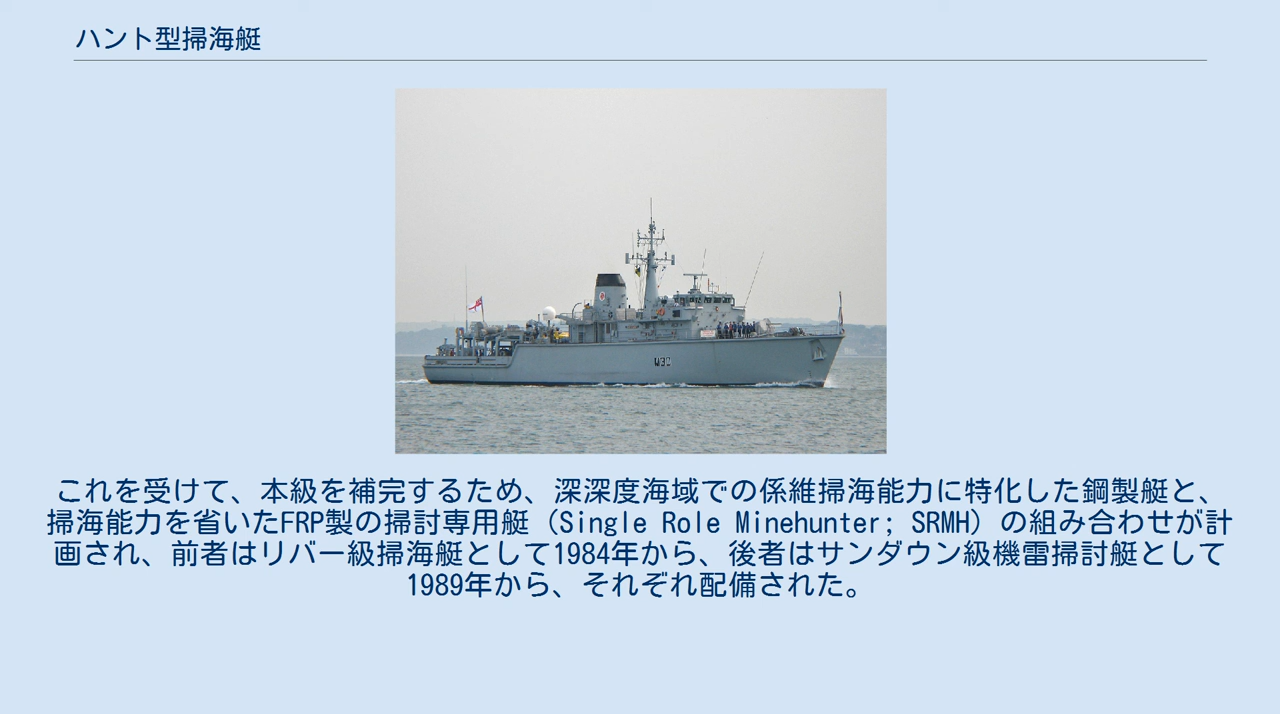 ハント型掃海艇
これを受けて、本級を補完するため、深深度海域での係維掃海能力に特化した鋼製艇と、
掃海能力を省いたFRP製の掃討専用艇（Single Role Minehunter; SRMH）の組み合わせが計
画され、前者はリバー級掃海艇として1984年から、後者はサンダウン級機雷掃討艇として
1989年から、それぞれ配備された。